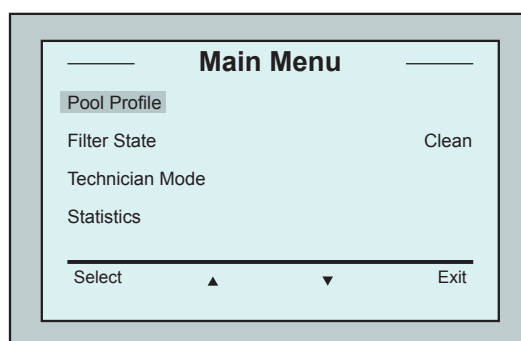 Main Menu
Pool Profile
Filter State Clean
Technician Mode
Statistics
Select ▲ ▼ Exit